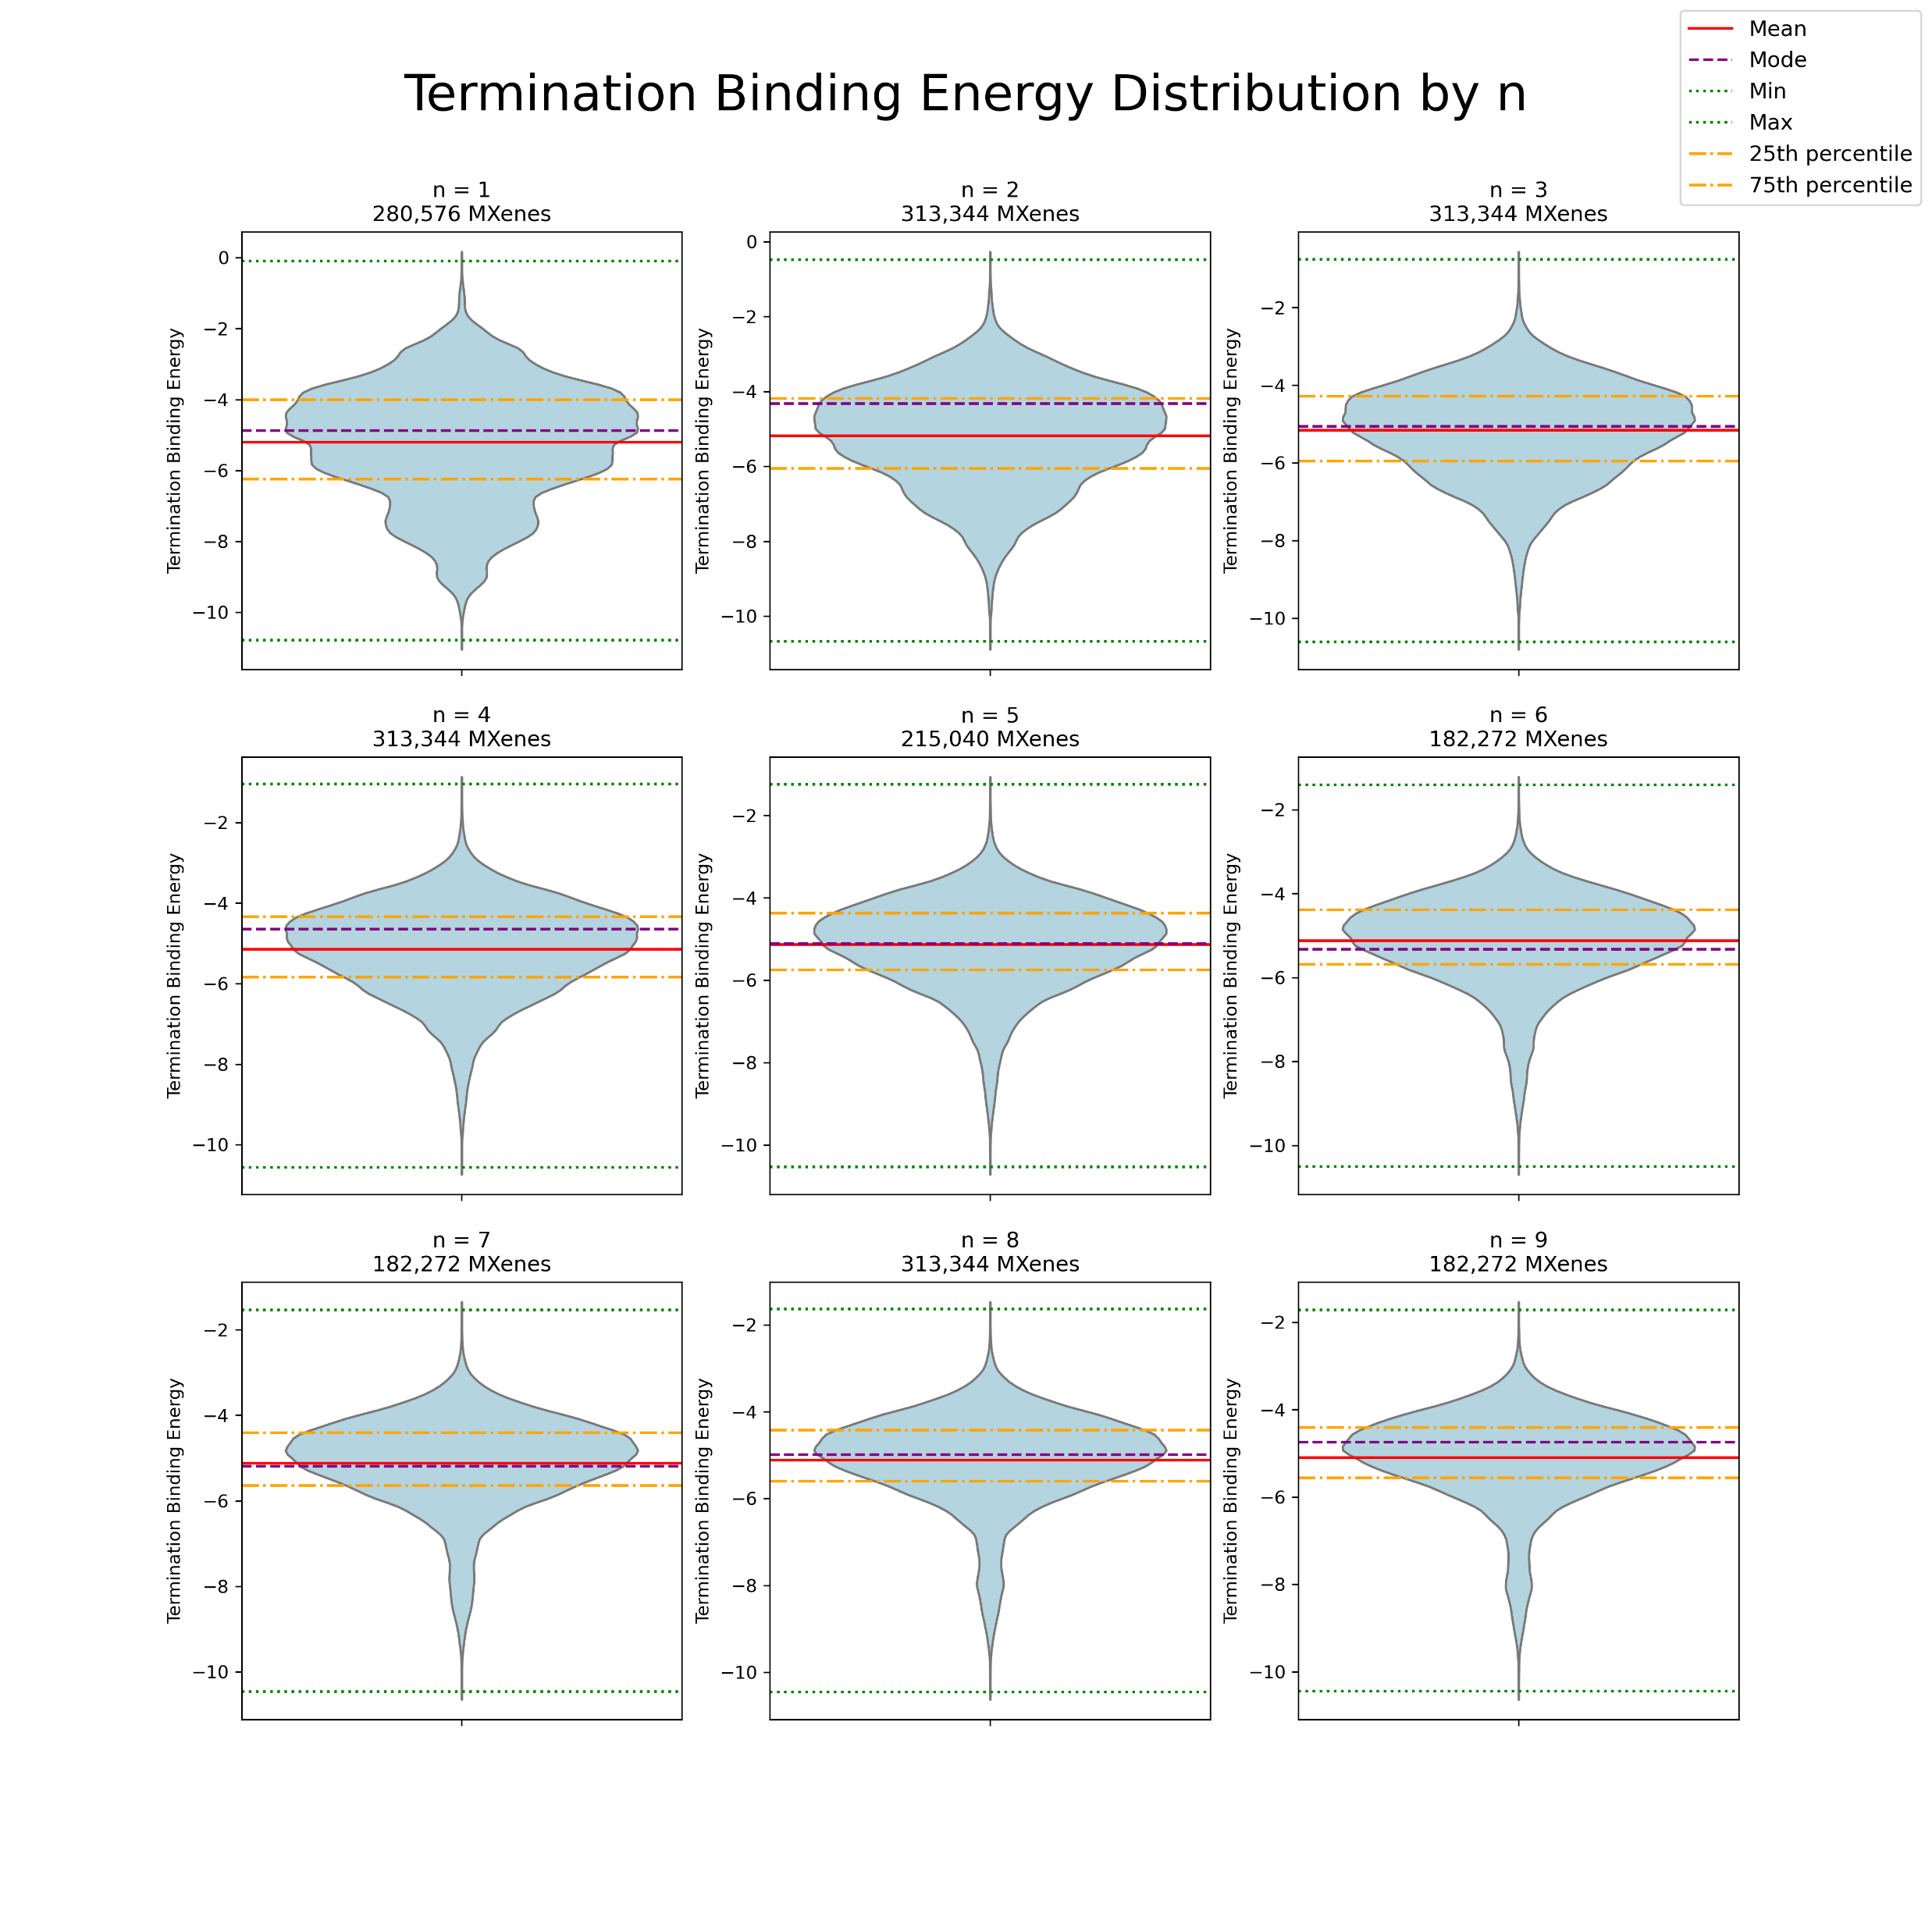 Mean
Mode
Min
Max
25th percentile
75th percentile
Termination Binding Energy Distribution by n
n = 1
280,576 MXenes
0
−2
−4
−6
−8
−10
Termination Binding Energy
n = 2
313,344 MXenes
0
−2
−4
−6
−8
−10
Termination Binding Energy
n = 3
313,344 MXenes
−2
−4
−6
−8
−10
Termination Binding Energy
n = 4
313,344 MXenes
−2
−4
−6
−8
−10
Termination Binding Energy
n = 5
215,040 MXenes
−2
−4
−6
−8
−10
Termination Binding Energy
n = 6
182,272 MXenes
−2
−4
−6
−8
−10
Termination Binding Energy
n = 7
182,272 MXenes
−2
−4
−6
−8
−10
Termination Binding Energy
n = 8
313,344 MXenes
−2
−4
−6
−8
−10
Termination Binding Energy
n = 9
182,272 MXenes
−2
−4
−6
−8
−10
Termination Binding Energy